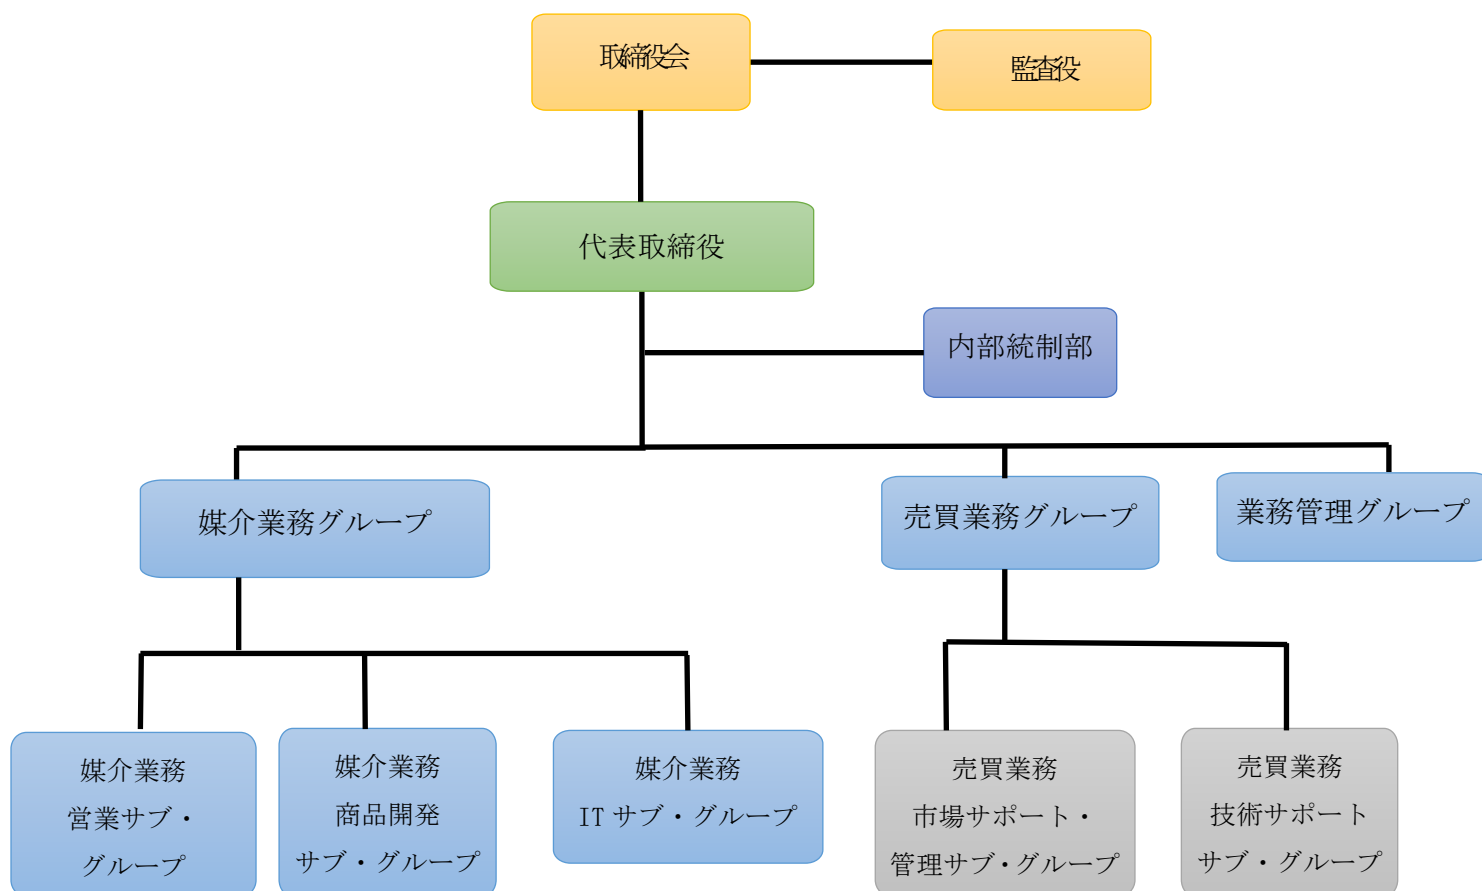 取締役会
監査役
代表取締役
内部統制部
媒介業務グループ
売買業務グループ
業務管理グループ
媒介業務
営業サブ・
グループ
媒介業務
商品開発
サブ・グループ
媒介業務
IT サブ・グループ
売買業務
市場サポート・
管理サブ・グループ
売買業務
技術サポート
サブ・グループ